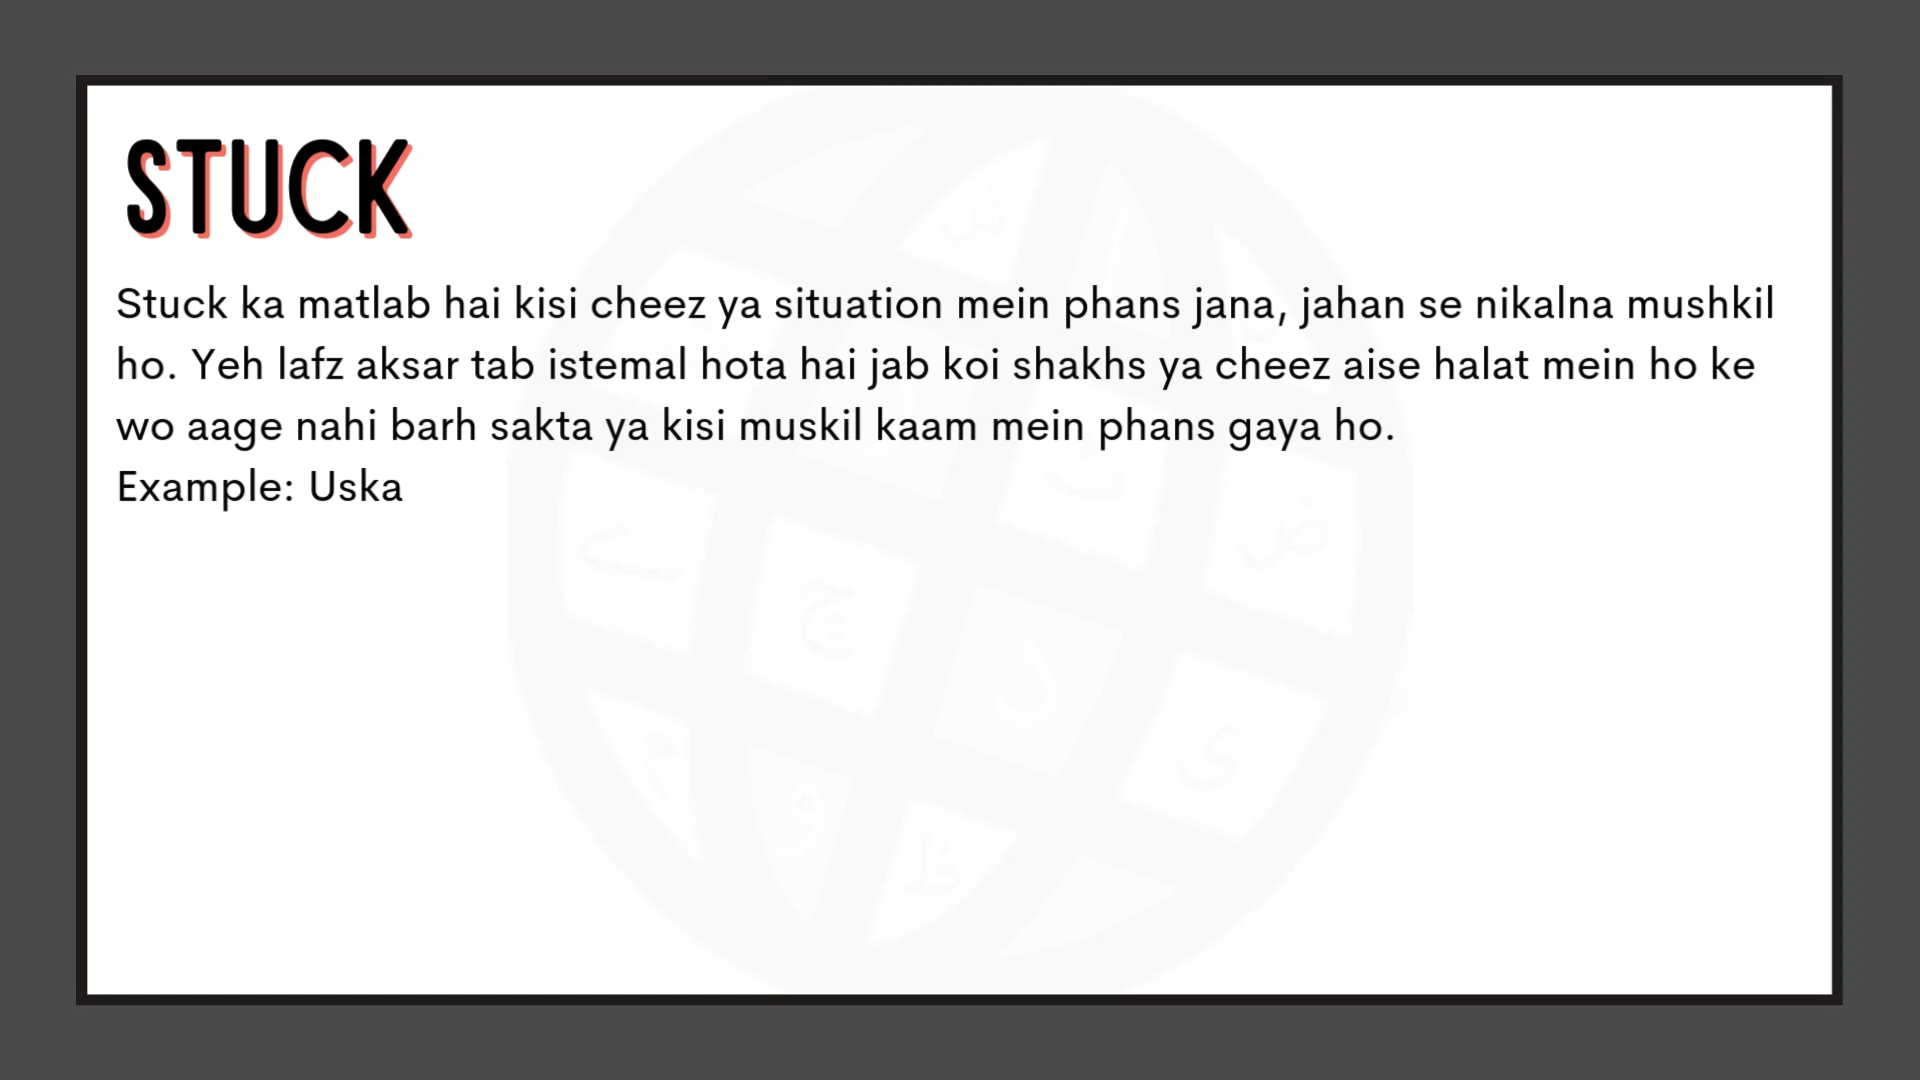 STUCK
Stuck ka matlab hai kisi cheez ya situation mein phans jana, jahan se nikalna mushkil
ho. Yeh lafz aksar tab istemal hota hai jab koi shakhs ya cheez aise halat mein ho ke
wo aage nahi barh sakta ya kisi muskil kaam mein phans gaya ho.
Example: Uska